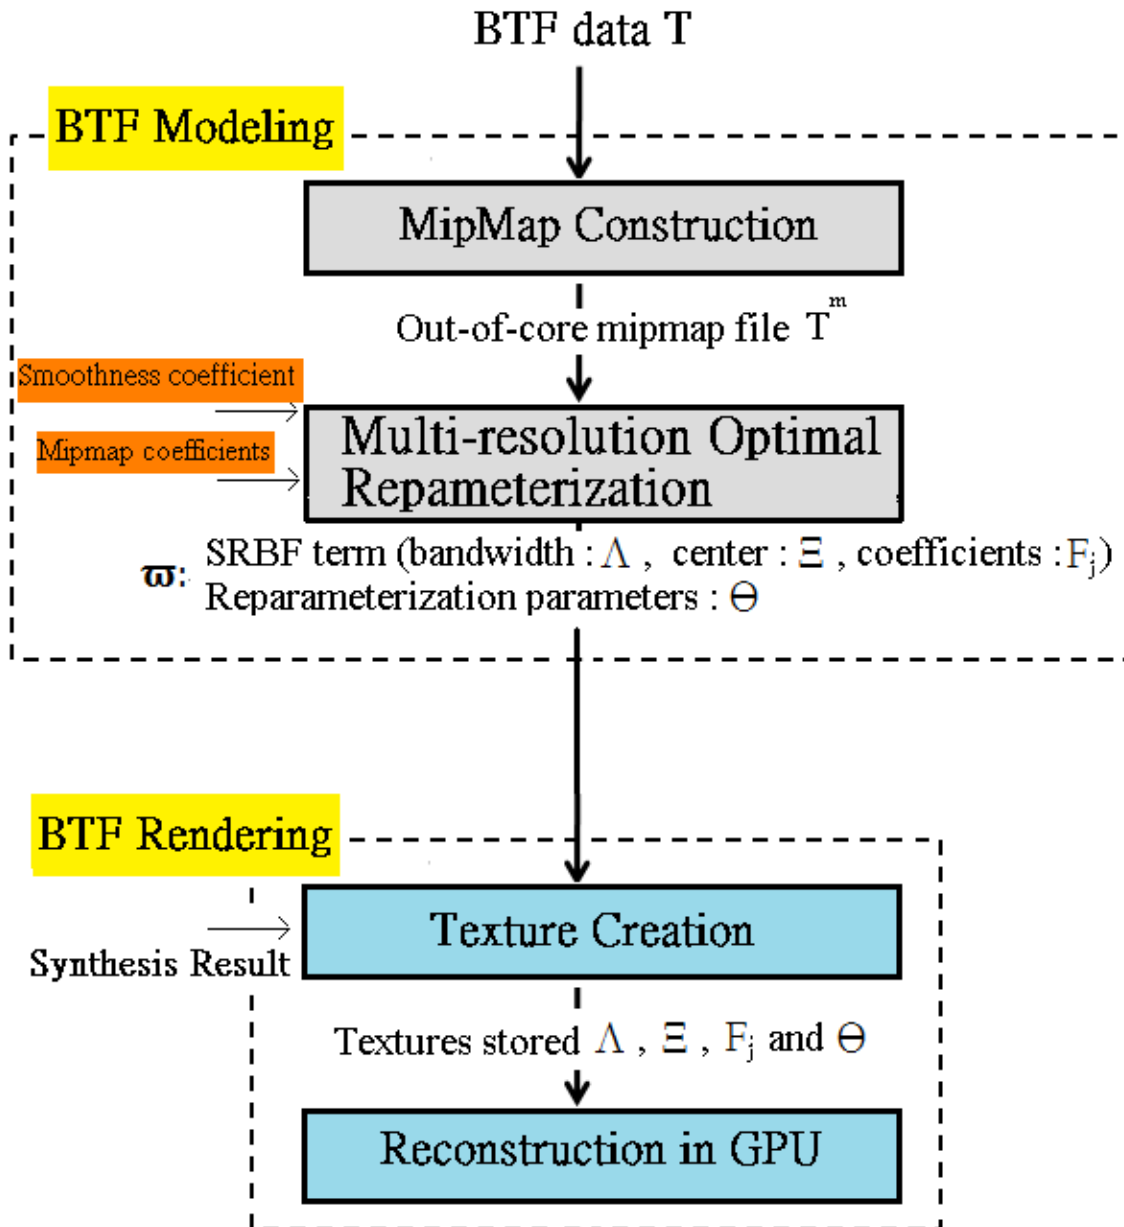 BTF data T
BTF Modeling
MipMap Construction
Out-of-core mipmap file T^m
Smoothness coefficient
Mipmap coefficients
Multi-resolution Optimal
Repameterization
ϖ: SRBF term (bandwidth : Λ , center : Ξ , coefficients : F_j)
Reparameterization parameters : Θ
BTF Rendering
Texture Creation
Synthesis Result
Textures stored Λ , Ξ , F_j and Θ
Reconstruction in GPU